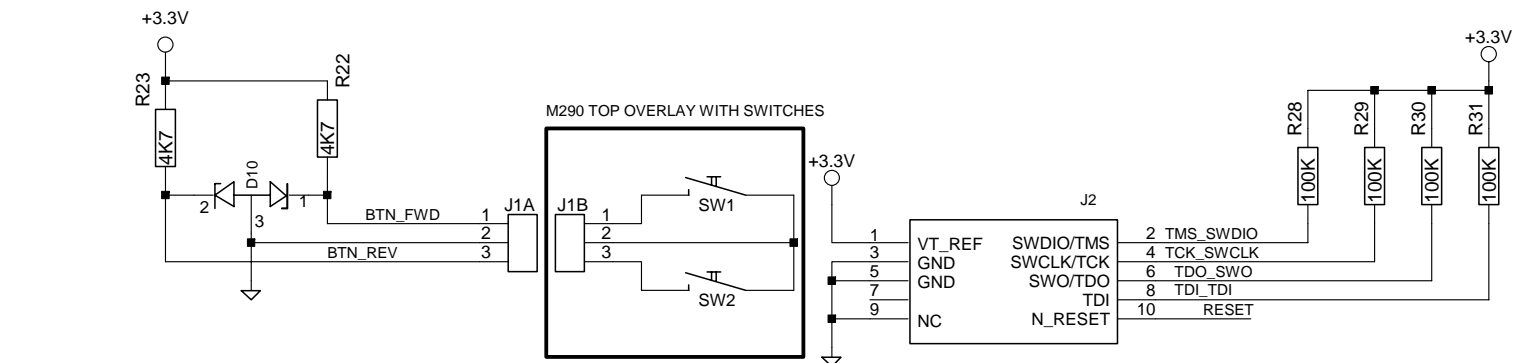 +3.3V
R23
4K7
R22
4K7
D10
2
1
3
BTN_FWD
BTN_REV
1
2
3
J1A
M290 TOP OVERLAY WITH SWITCHES
J1B
1
2
3
SW1
SW2
+3.3V
J2
1
3
5
7
9
VT_REF
GND
GND
NC
SWDIO/TMS
SWCLK/TCK
SWO/TDO
TDI
N_RESET
2 TMS_SWDIO
4 TCK_SWCLK
6 TDO_SWO
8 TDI_TDI
10 RESET
+3.3V
R28
100K
R29
100K
R30
100K
R31
100K